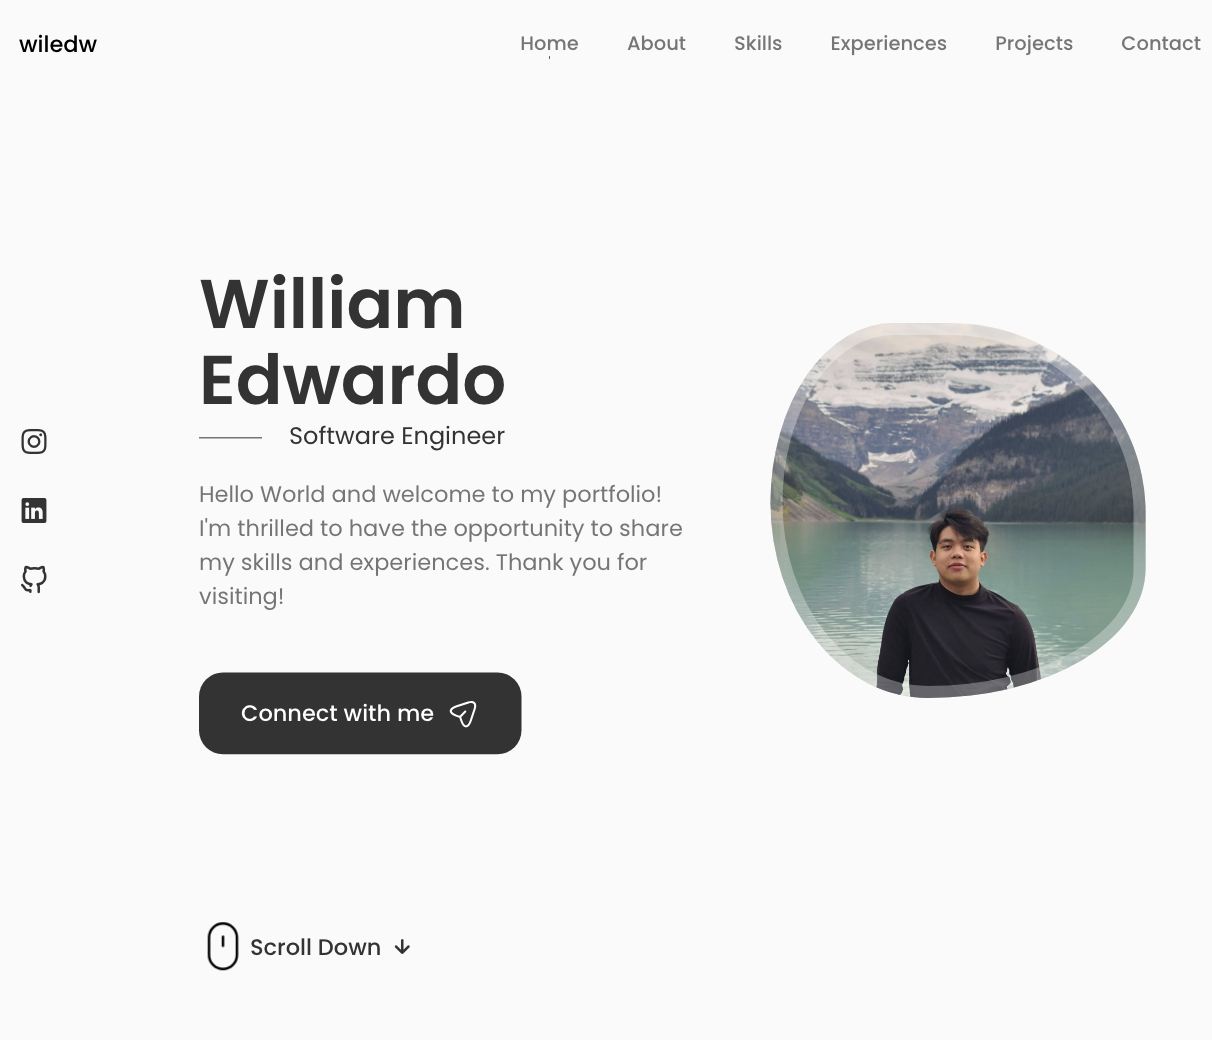 wiledw
Home About Skills Experiences Projects Contact
William
Edwardo
Software Engineer
Hello World and welcome to my portfolio!
I'm thrilled to have the opportunity to share
my skills and experiences. Thank you for
visiting!
Connect with me
Scroll Down